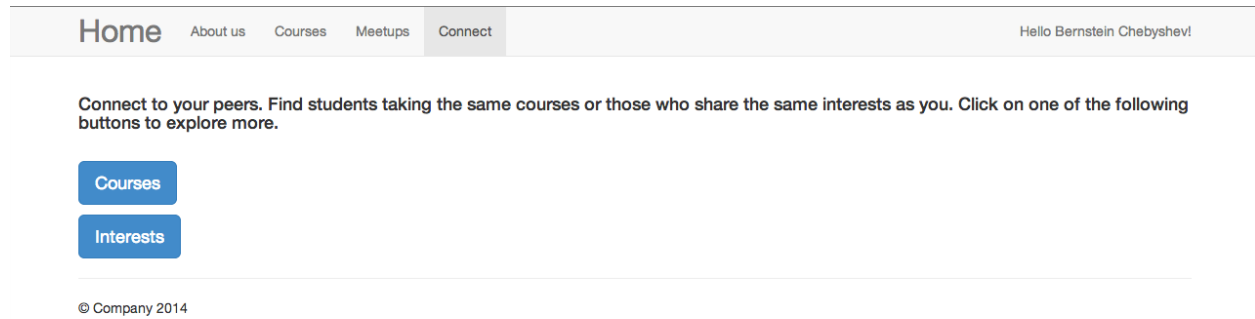 Home About us Courses Meetups Connect Hello Bernstein Chebyshev!
Connect to your peers. Find students taking the same courses or those who share the same interests as you. Click on one of the following
buttons to explore more.
Courses
Interests
© Company 2014